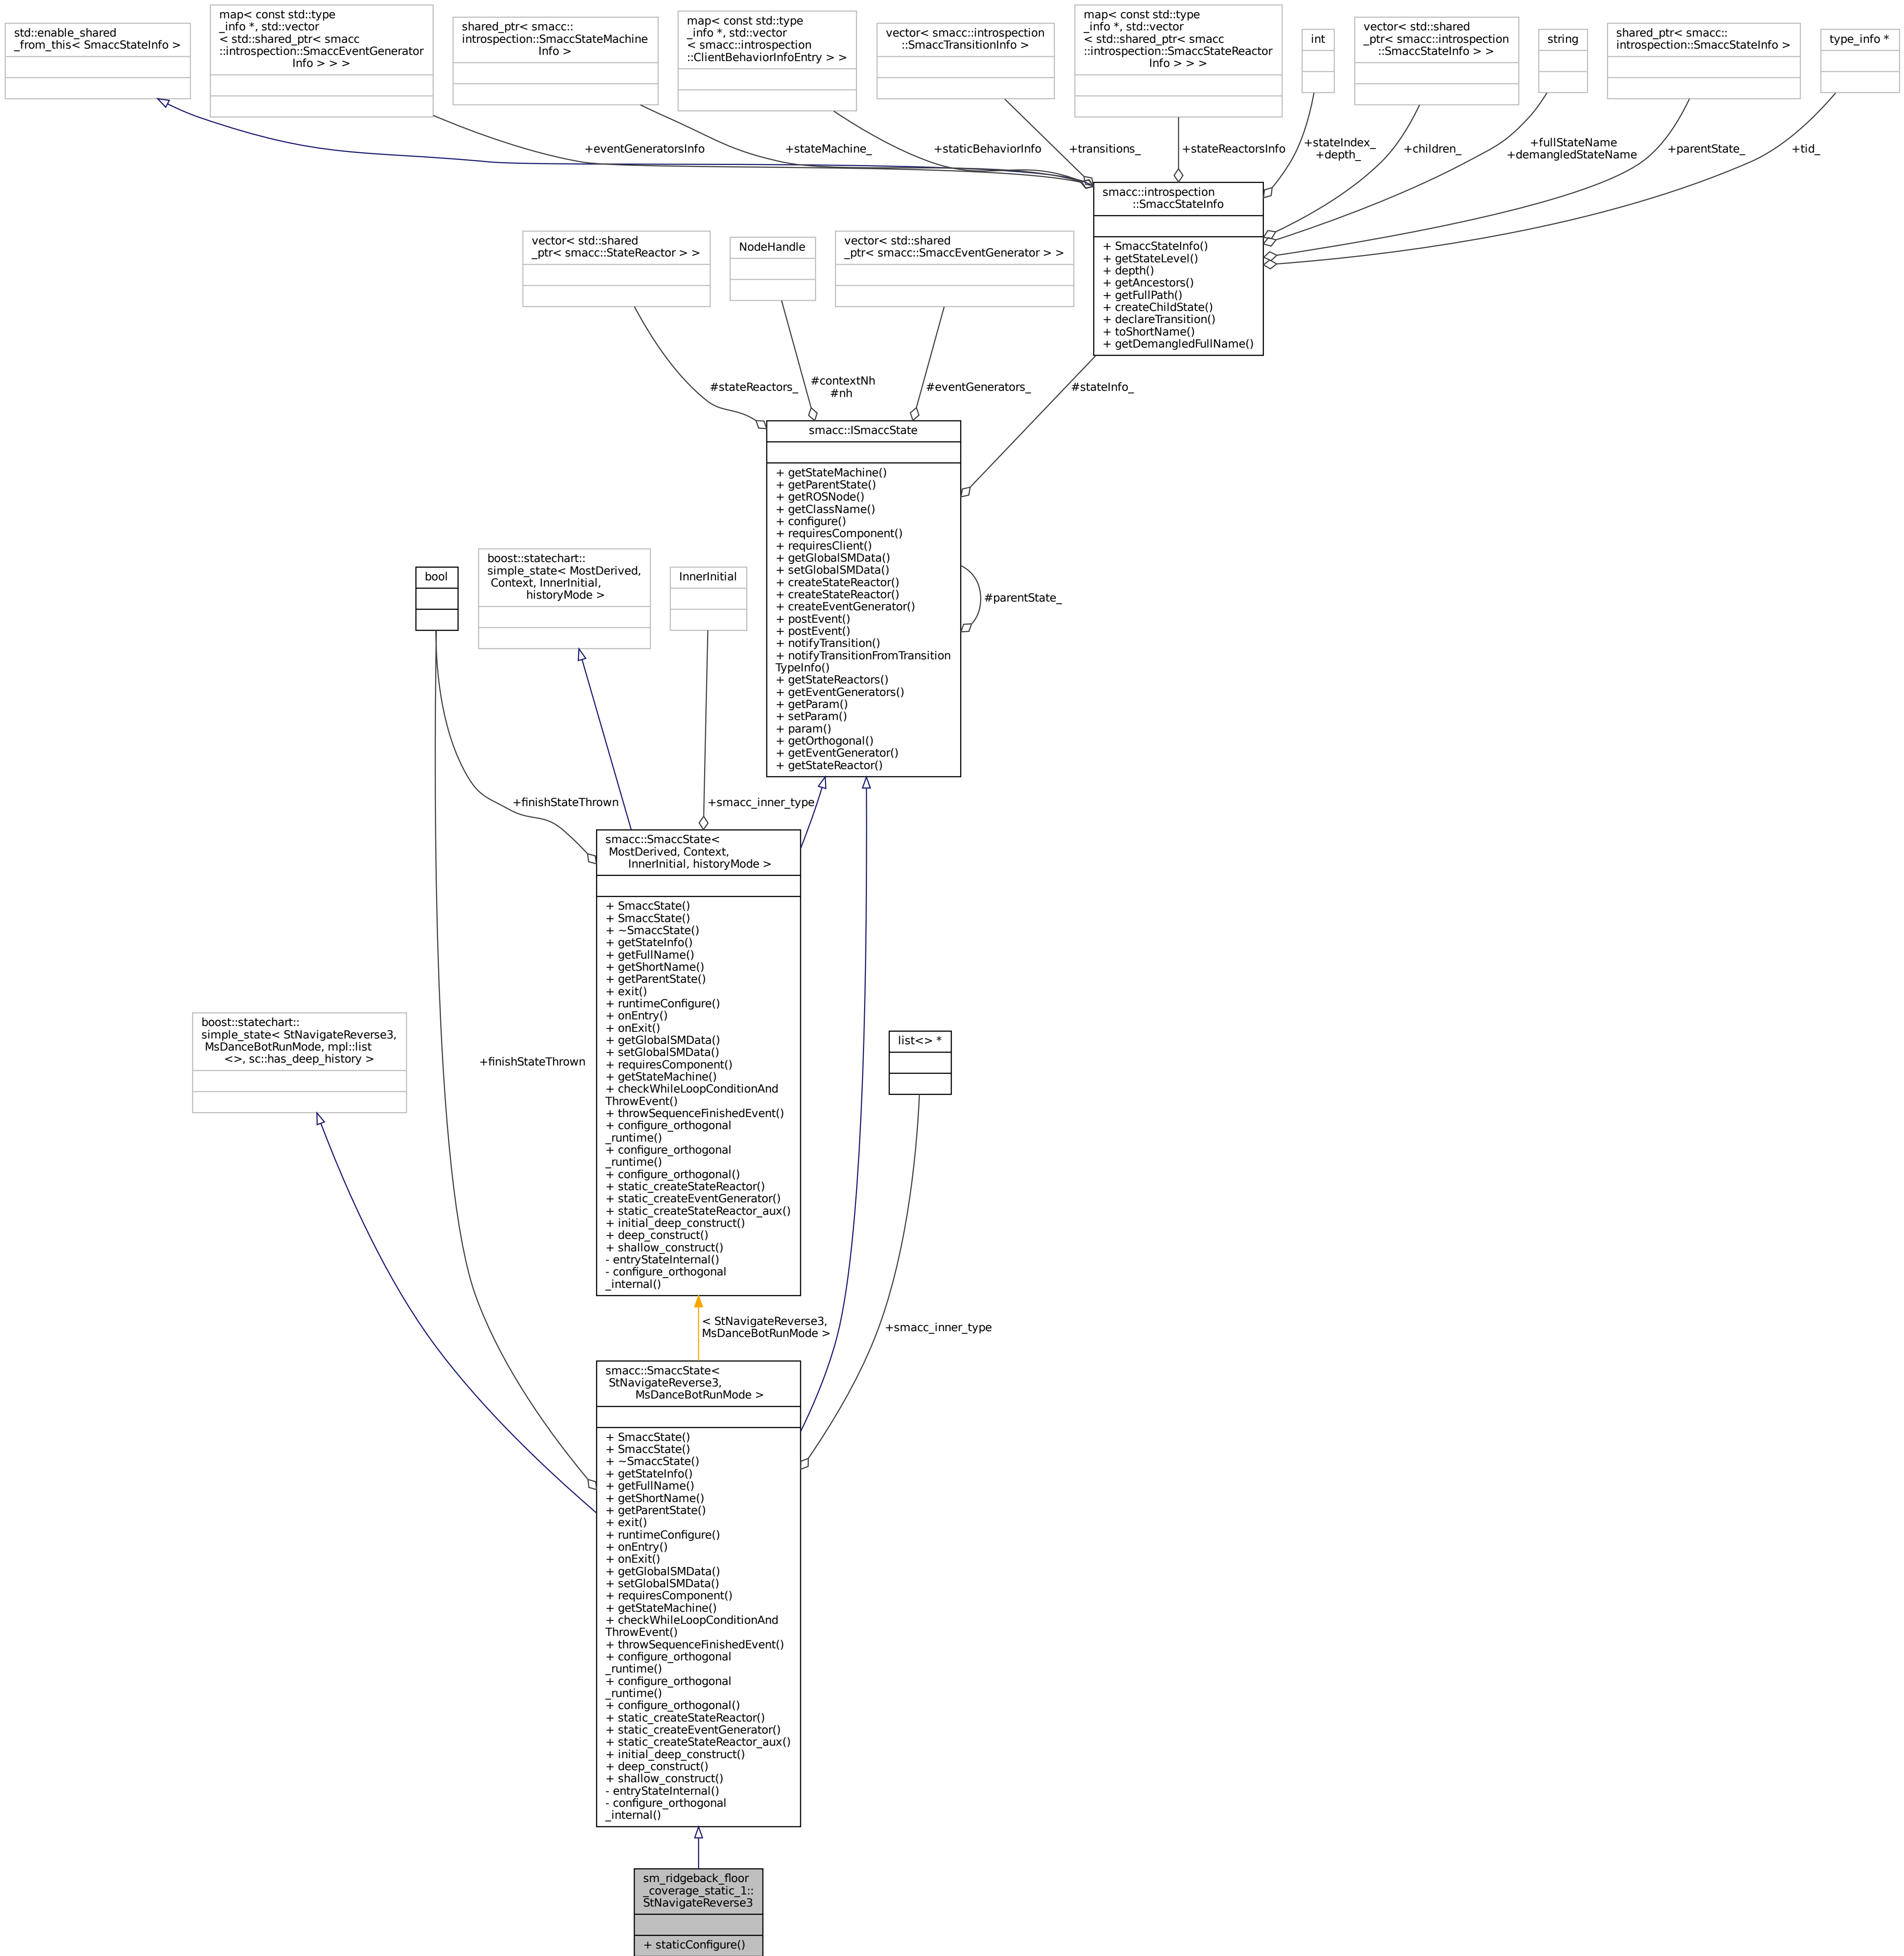 std::enable_shared
_from_this< SmaccStateInfo >
map< const std::type
_info *, std::vector
< std::shared_ptr< smacc
::introspection::SmaccEventGenerator
Info > > >
shared_ptr< smacc::
introspection::SmaccStateMachine
Info >
map< const std::type
_info *, std::vector
< smacc::introspection
::ClientBehaviorInfoEntry > >
vector< smacc::introspection
::SmaccTransitionInfo >
map< const std::type
_info *, std::vector
< std::shared_ptr< smacc
::introspection::SmaccStateReactor
Info > > >
int
vector< std::shared
_ptr< smacc::introspection
::SmaccStateInfo > >
string
shared_ptr< smacc::
introspection::SmaccStateInfo >
type_info *
+eventGeneratorsInfo
+stateMachine_
+staticBehaviorInfo
+transitions_
+stateReactorsInfo
+stateIndex_
+depth_
+children_
+fullStateName
+demangledStateName
+parentState_
+tid_
smacc::introspection
::SmaccStateInfo
+ SmaccStateInfo()
+ getStateLevel()
+ depth()
+ getAncestors()
+ getFullPath()
+ createChildState()
+ declareTransition()
+ toShortName()
+ getDemangledFullName()
vector< std::shared
_ptr< smacc::StateReactor > >
NodeHandle
vector< std::shared
_ptr< smacc::SmaccEventGenerator > >
#stateReactors_
#contextNh
#nh
#eventGenerators_
#stateInfo_
smacc::ISmaccState
+ getStateMachine()
+ getParentState()
+ getROSNode()
+ getClassName()
+ configure()
+ requiresComponent()
+ requiresClient()
+ getGlobalSMData()
+ setGlobalSMData()
+ createStateReactor()
+ createStateReactor()
+ createEventGenerator()
+ postEvent()
+ postEvent()
+ notifyTransition()
+ notifyTransitionFromTransition
TypeInfo()
+ getStateReactors()
+ getEventGenerators()
+ getParam()
+ setParam()
+ param()
+ getOrthogonal()
+ getEventGenerator()
+ getStateReactor()
#parentState_
bool
boost::statechart::
simple_state< MostDerived,
Context, InnerInitial,
historyMode >
InnerInitial
+finishStateThrown
+smacc_inner_type
smacc::SmaccState<
MostDerived, Context,
InnerInitial, historyMode >
+ SmaccState()
+ SmaccState()
+ ~SmaccState()
+ getStateInfo()
+ getFullName()
+ getShortName()
+ getParentState()
+ exit()
+ runtimeConfigure()
+ onEntry()
+ onExit()
+ getGlobalSMData()
+ setGlobalSMData()
+ requiresComponent()
+ getStateMachine()
+ checkWhileLoopConditionAnd
ThrowEvent()
+ throwSequenceFinishedEvent()
+ configure_orthogonal
_runtime()
+ configure_orthogonal
_runtime()
+ configure_orthogonal()
+ static_createStateReactor()
+ static_createEventGenerator()
+ static_createStateReactor_aux()
+ initial_deep_construct()
+ deep_construct()
+ shallow_construct()
- entryStateInternal()
- configure_orthogonal
_internal()
boost::statechart::
simple_state< StNavigateReverse3,
MsDanceBotRunMode, mpl::list
<>, sc::has_deep_history >
+finishStateThrown
list<> *
< StNavigateReverse3,
MsDanceBotRunMode >
+smacc_inner_type
smacc::SmaccState<
StNavigateReverse3,
MsDanceBotRunMode >
+ SmaccState()
+ SmaccState()
+ ~SmaccState()
+ getStateInfo()
+ getFullName()
+ getShortName()
+ getParentState()
+ exit()
+ runtimeConfigure()
+ onEntry()
+ onExit()
+ getGlobalSMData()
+ setGlobalSMData()
+ requiresComponent()
+ getStateMachine()
+ checkWhileLoopConditionAnd
ThrowEvent()
+ throwSequenceFinishedEvent()
+ configure_orthogonal
_runtime()
+ configure_orthogonal
_runtime()
+ configure_orthogonal()
+ static_createStateReactor()
+ static_createEventGenerator()
+ static_createStateReactor_aux()
+ initial_deep_construct()
+ deep_construct()
+ shallow_construct()
- entryStateInternal()
- configure_orthogonal
_internal()
sm_ridgeback_floor
_coverage_static_1::
StNavigateReverse3
+ staticConfigure()